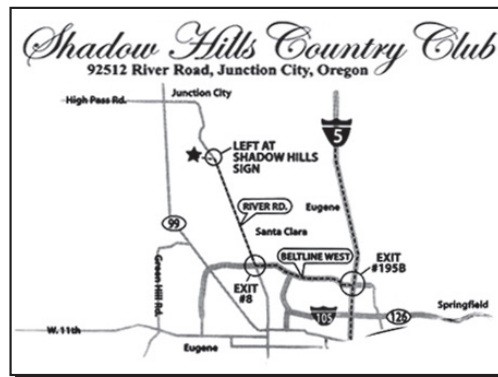 Shadow Hills Country Club
92512 River Road, Junction City, Oregon
High Pass Rd.
Junction City
5
LEFT AT
SHADOW HILLS
SIGN
RIVER RD.
Eugene
99
Santa Clara
Green Hill Rd.
BELTLINE WEST
EXIT
#195B
EXIT
#8
Springfield
105
126
W. 11th
Eugene